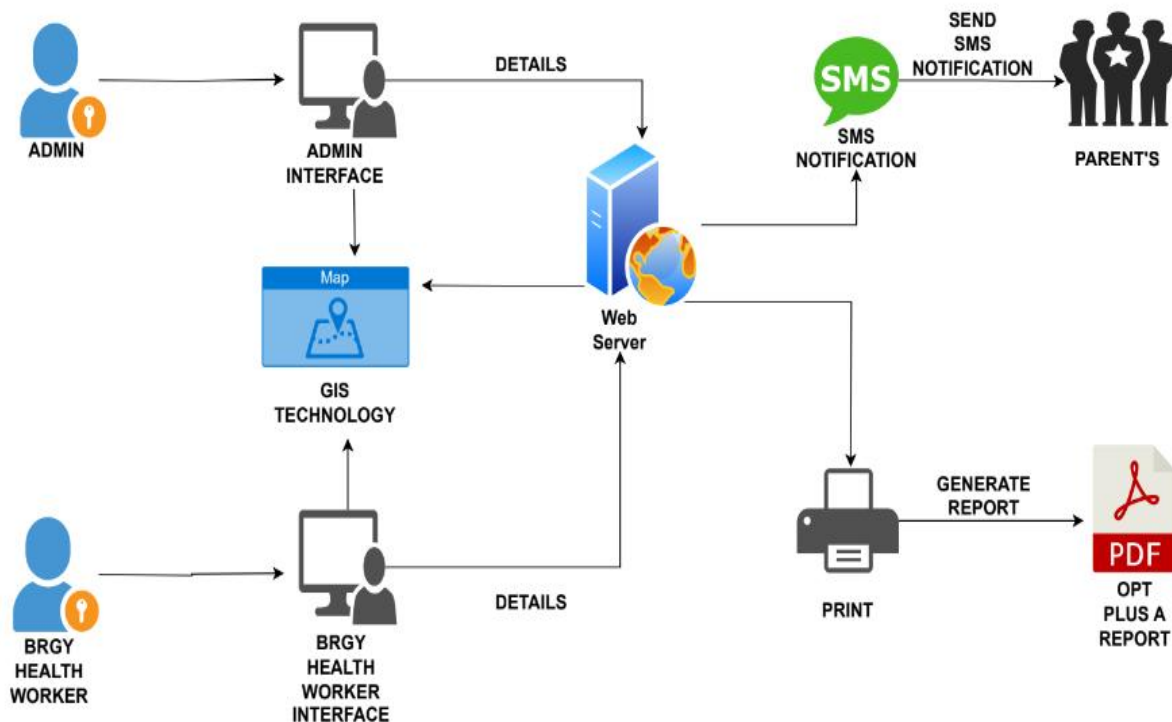 ADMIN
ADMIN
INTERFACE
DETAILS
SMS
SMS
NOTIFICATION
SEND
SMS
NOTIFICATION
PARENT'S
Map
GIS
TECHNOLOGY
Web
Server
BRGY
HEALTH
WORKER
BRGY
HEALTH
WORKER
INTERFACE
DETAILS
PRINT
GENERATE
REPORT
PDF
OPT
PLUS A
REPORT